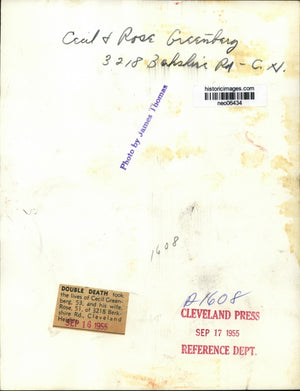 Cecil & Rose Greenberg
3218 Berkshire Rd - C. H.
historicimages.com
neo06434
Photo by James Thomas
1608
DOUBLE DEATH took
the lives of Cecil Green-
berg, 53, and his wife,
Rose, 51, of 3218 Berk-
shire Rd., Cleveland
Heights.
SEP 16 1955
A1608
CLEVELAND PRESS
SEP 17 1955
REFERENCE DEPT.